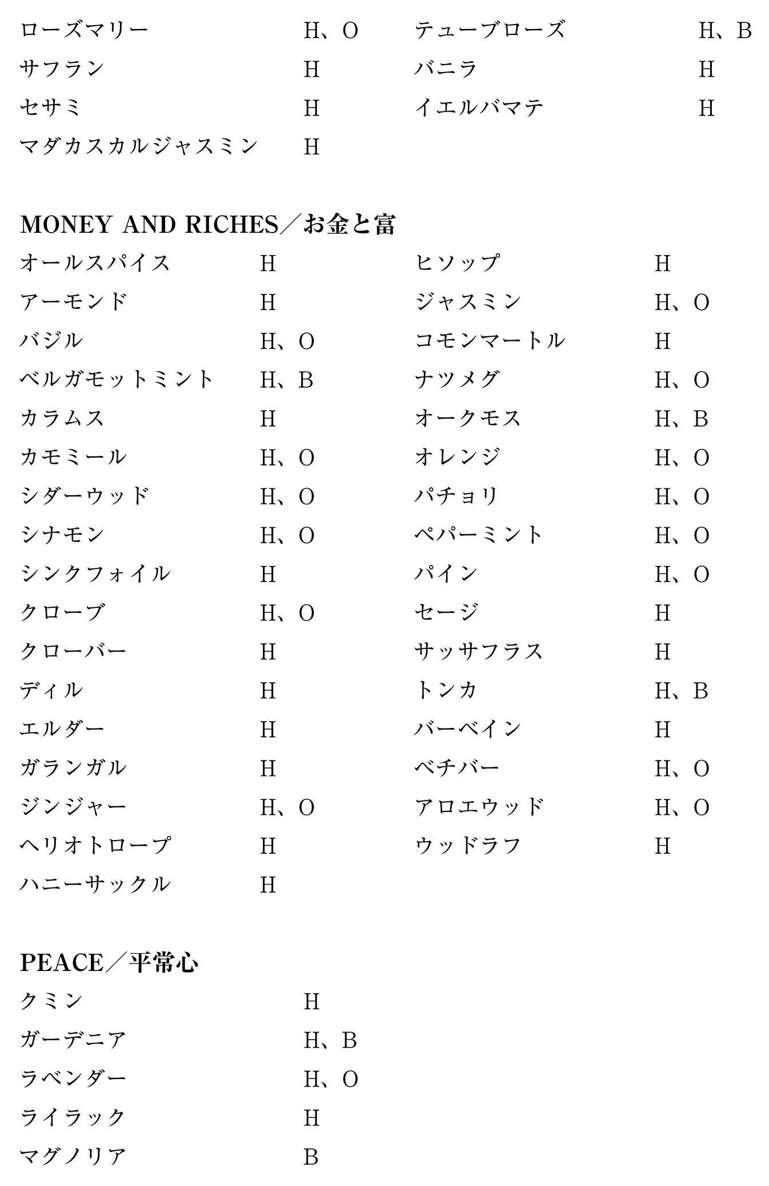 ローズマリー H、O
サフラン H
セサミ H
マダカスカルジャスミン H
テューブローズ H、B
バニラ H
イエルバマテ H
MONEY AND RICHES／お金と富
オールスパイス H
アーモンド H
バジル H、O
ベルガモットミント H、B
カラムス H
カモミール H、O
シダーウッド H、O
シナモン H、O
シンクフォイル H
クローブ H、O
クローバー H
ディル H
エルダー H
ガランガル H
ジンジャー H、O
ヘリオトロープ H
ハニーサックル H
ヒソップ H
ジャスミン H、O
コモンマートル H
ナツメグ H、O
オークモス H、B
オレンジ H、O
パチョリ H、O
ペパーミント H、O
パイン H、O
セージ H
サッサフラス H
トンカ H、B
バーベイン H
ベチバー H、O
アロエウッド H、O
ウッドラフ H
PEACE／平常心
クミン H
ガーデニア H、B
ラベンダー H、O
ライラック H
マグノリア B